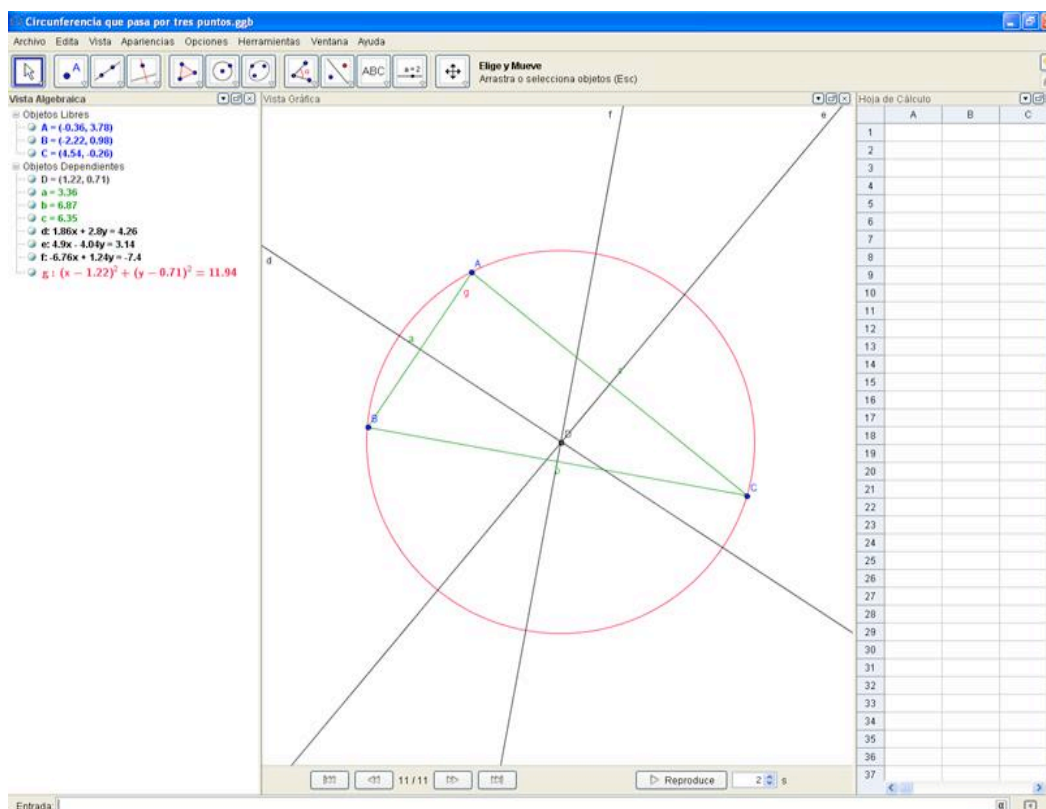 Circunferencia que pasa por tres puntos.ggb
Archivo Edita Vista Apariencias Opciones Herramientas Ventana Ayuda
A
ABC
a=2
Elige y Mueve
Arrastra o selecciona objetos (Esc)
Vista Algebraica
Objetos Libres
A = (-0.36, 3.78)
B = (-2.22, 0.98)
C = (4.54, -0.26)
Objetos Dependientes
D = (1.22, 0.71)
a = 3.36
b = 6.87
c = 6.35
d: 1.86x + 2.8y = 4.26
e: 4.9x - 4.04y = 3.14
f: -6.76x + 1.24y = -7.4
g : (x − 1.22)² + (y − 0.71)² = 11.94
Vista Gráfica
f
e
d
A
g
a
c
B
D
b
C
11 / 11
Reproduce
2 s
Hoja de Cálculo
A B C
1
2
3
4
5
6
7
8
9
10
11
12
13
14
15
16
17
18
19
20
21
22
23
24
25
26
27
28
29
30
31
32
33
34
35
36
37
Entrada:
α